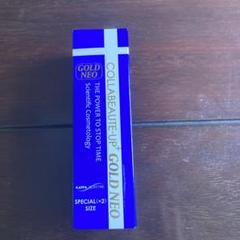 GOLD
NEO
COLLABEAUTE-UP+ GOLD NEO
THE POWER TO STOP TIME
Scientific Cosmetology
SPECIAL(×2)
SIZE